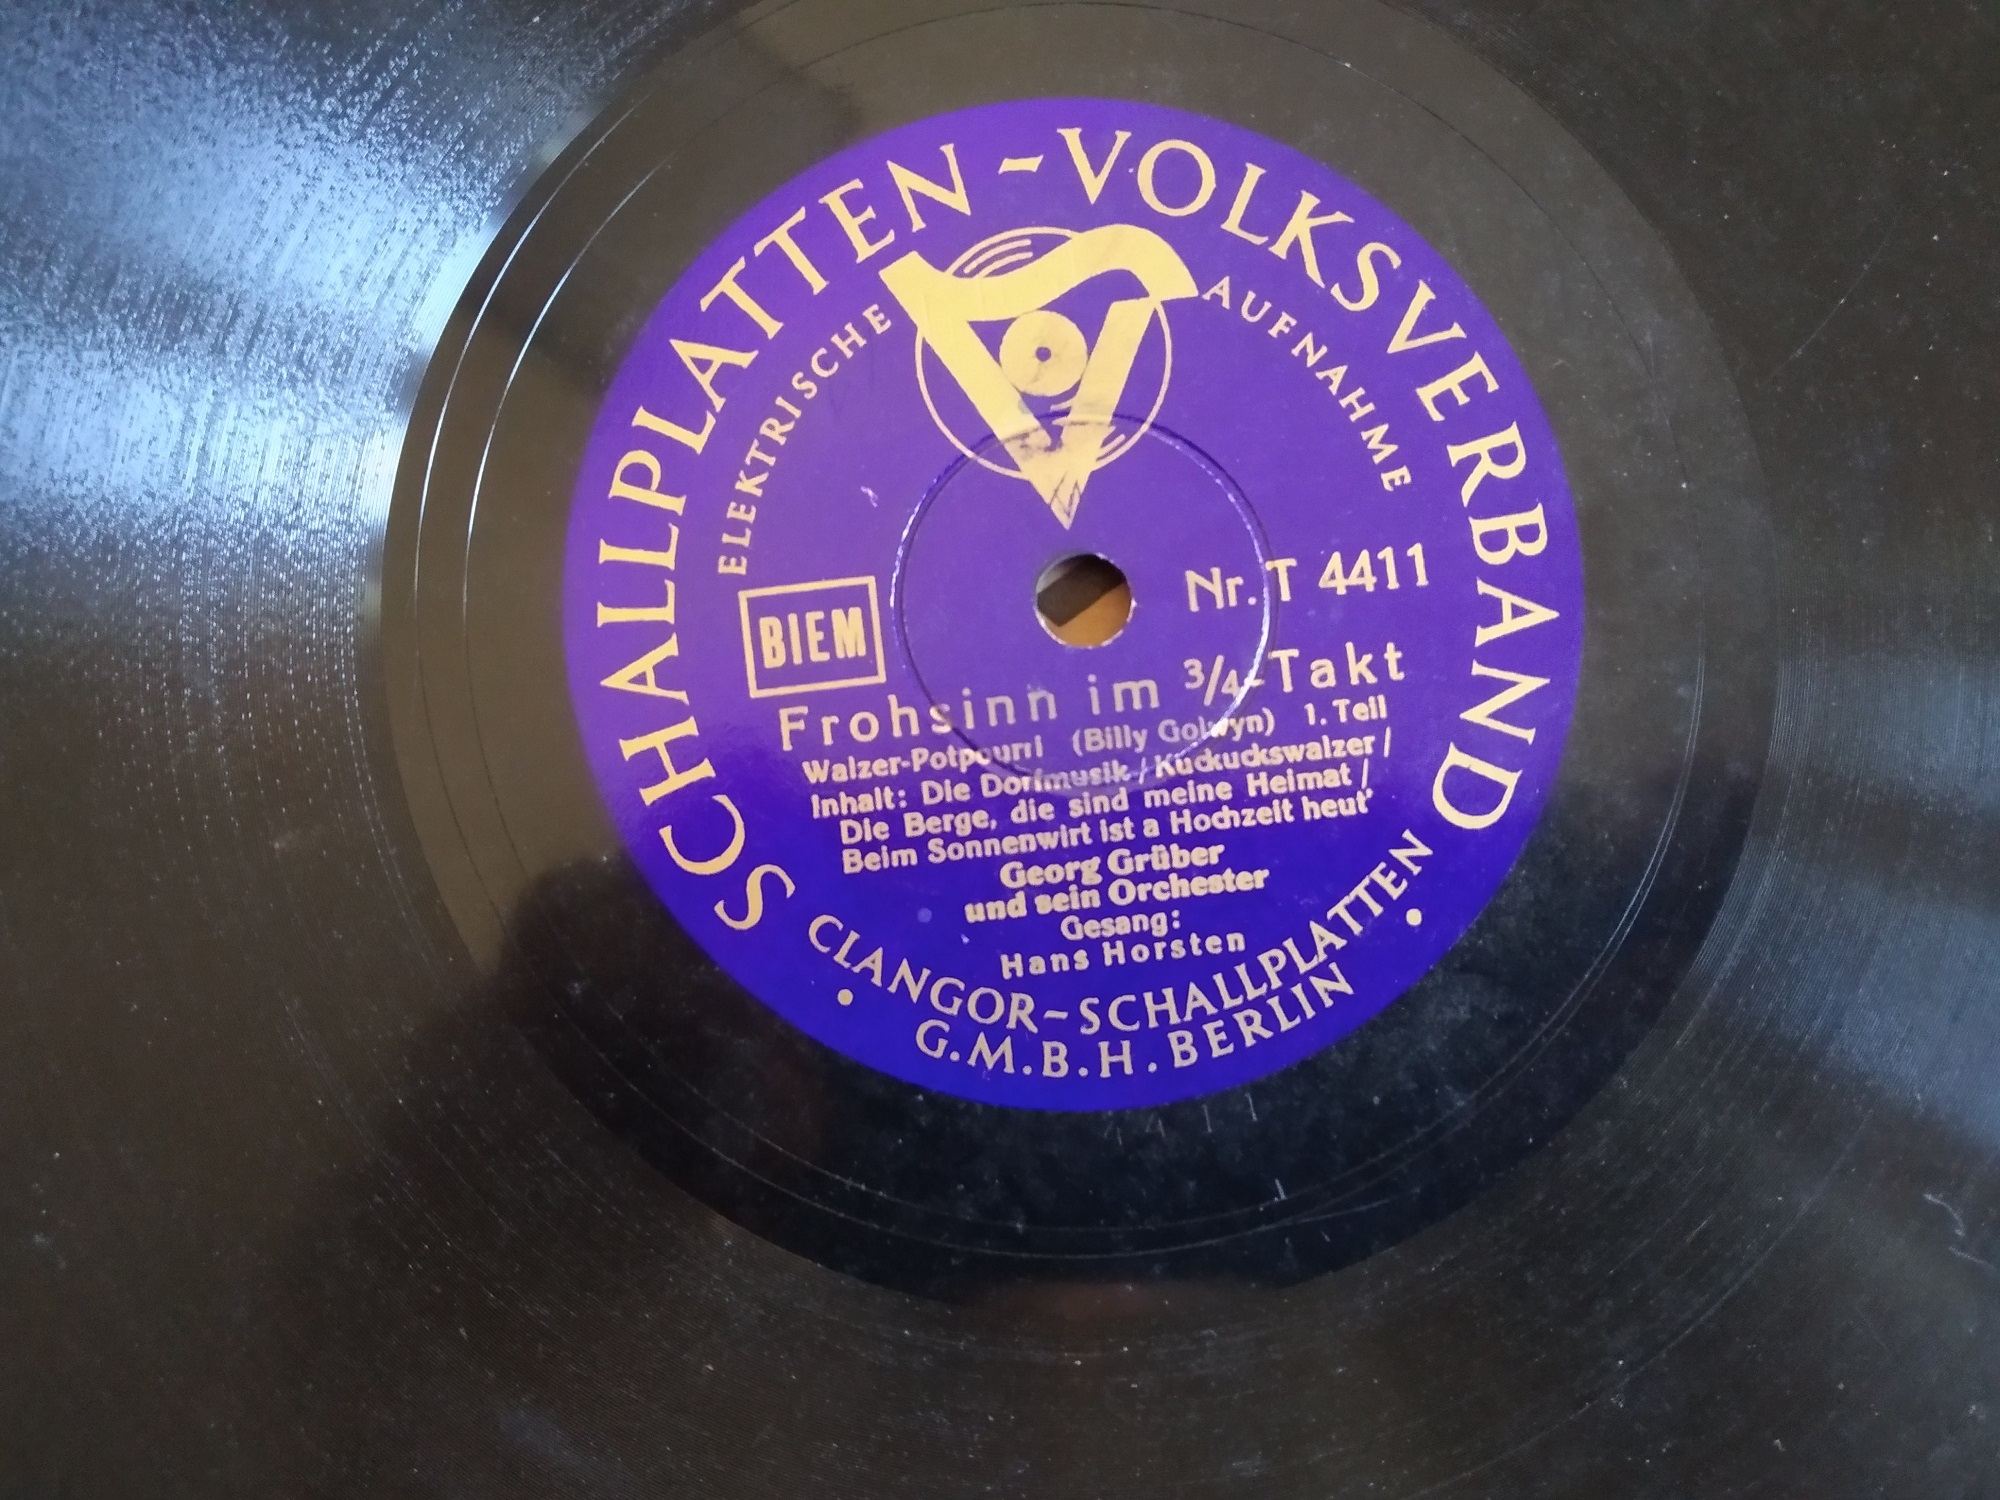 SCHALLPLATTEN-VOLKSVERBAND
ELEKTRISCHE AUFNAHME
BIEM
Nr. T 4411
Frohsinn im 3/4-Takt
Walzer-Potpourri (Billy Golwyn) 1. Teil
Inhalt: Die Dorfmusik / Kuckuckswalzer /
Die Berge, die sind meine Heimat /
Beim Sonnenwirt ist a Hochzeit heut'
Georg Grüber
und sein Orchester
Gesang:
Hans Horsten
CLANGOR-SCHALLPLATTEN
G.M.B.H. BERLIN
4411